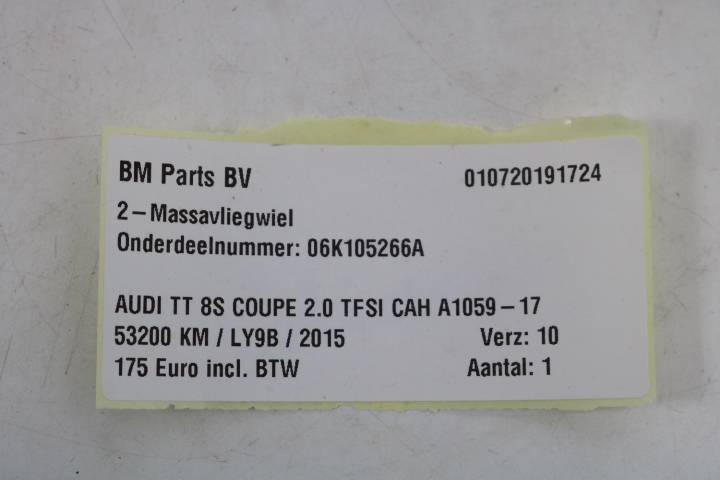 BM Parts BV 010720191724
2-Massavliegwiel
Onderdeelnummer: 06K105266A
AUDI TT 8S COUPE 2.0 TFSI CAH A1059-17
53200 KM / LY9B / 2015 Verz: 10
175 Euro incl. BTW Aantal: 1